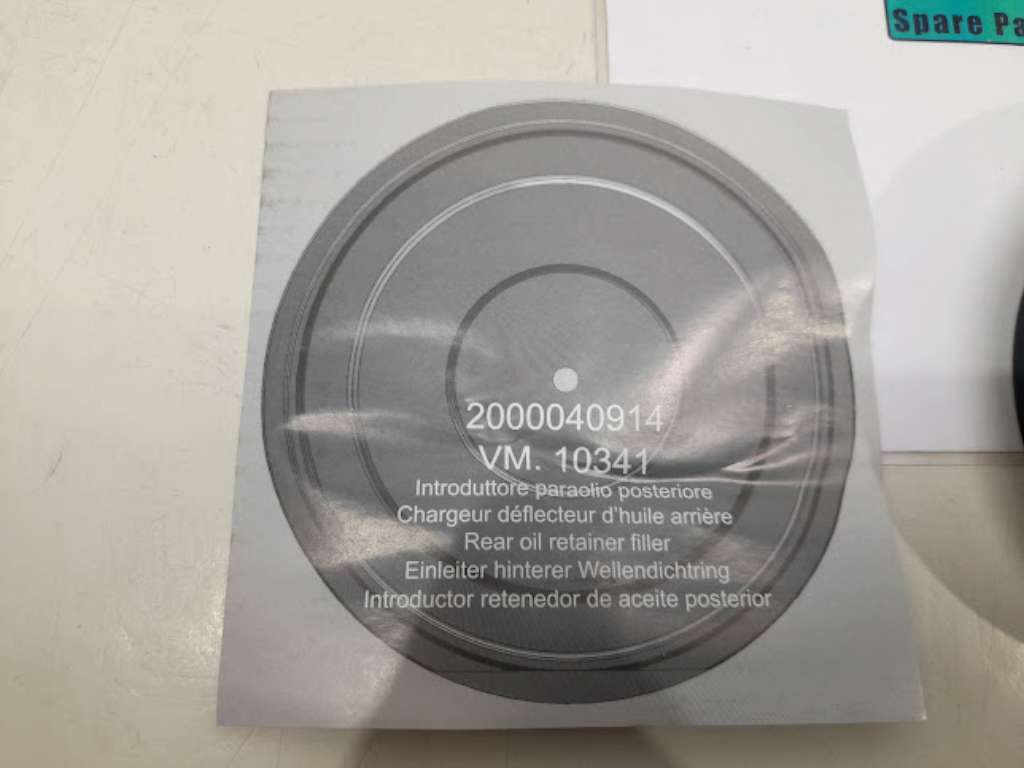 Spare Pa
2000040914
VM. 10341
Introduttore paraolio posteriore
Chargeur déflecteur d'huile arrière
Rear oil retainer filler
Einleiter hinterer Wellendichtring
Introductor retenedor de aceite posterior